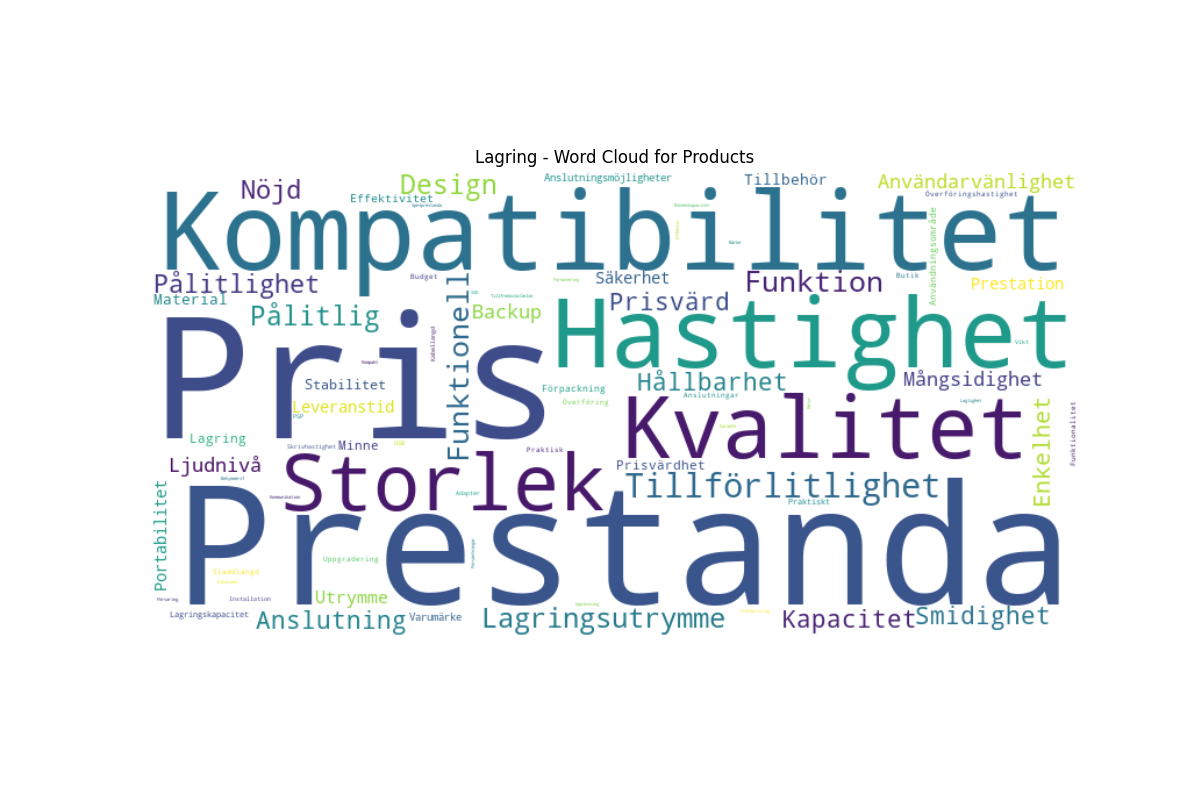 Lagring - Word Cloud for Products
Anslutningsmöjligheter
Tillbehör
Användarvänlighet
Nöjd
Effektivitet
Design
Överföringshastighet
Kompatibilitet
Användningsområde
Pålitlighet
Budget
Säkerhet
Funktion
Butik
Prestation
Material
Pålitlig
Funktionell
Backup
Prisvärd
Hastighet
Pris
Kabellängd
Vikt
Stabilitet
Förpackning
Hållbarhet
Mångsidighet
Leveranstid
PSP
Överföring
Anslutningar
Kvalitet
Enkelhet
Funktionalitet
Lagring
Skrivhastighet
Minne
USB
Praktisk
Ljudnivå
Storlek
Prisvärdhet
Tillförlitlighet
Adapter
Praktiskt
Portabilitet
Prestanda
Uppgradering
Sladdlängd
Installation
Utrymme
Lagringskapacitet
Anslutning
Varumärke
Lagringsutrymme
Kapacitet
Smidighet